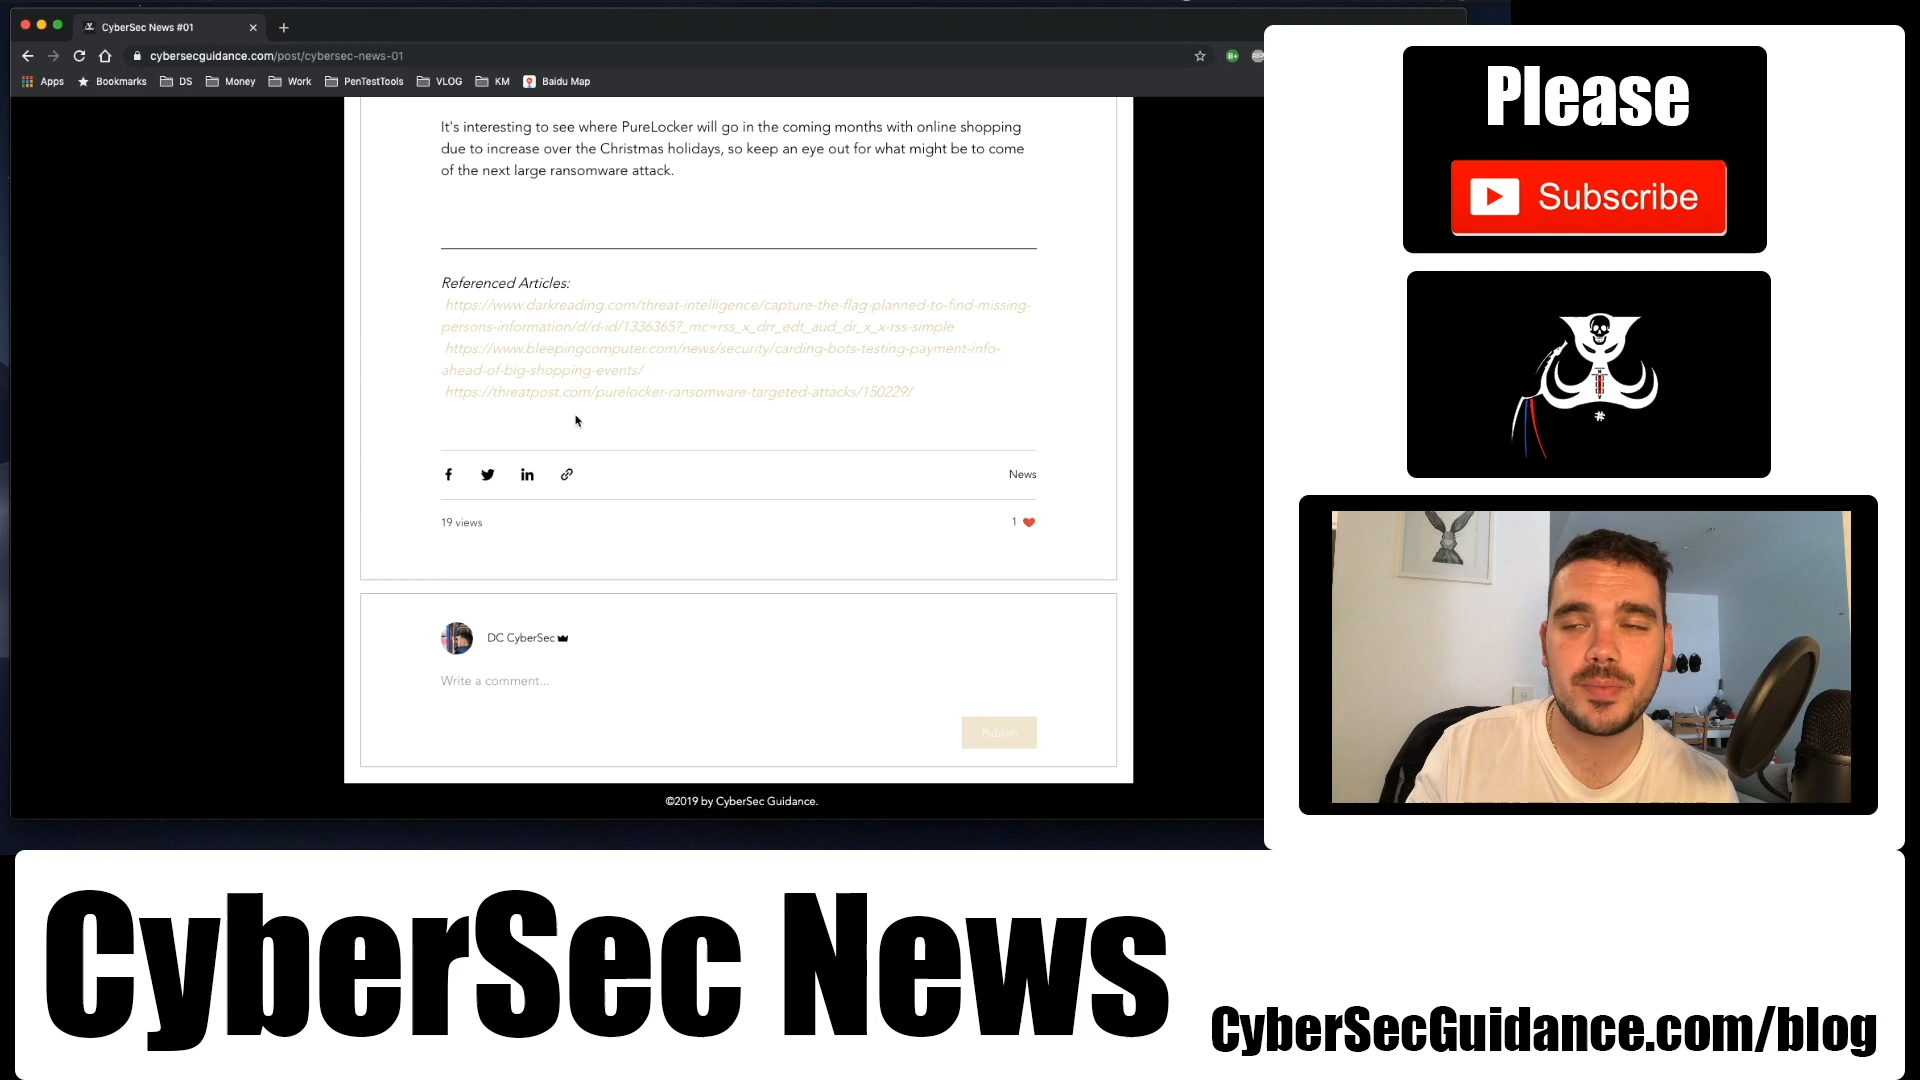 CyberSec News #01
cybersecguidance.com/post/cybersec-news-01
Apps Bookmarks DS Money Work PenTestTools VLOG KM Baidu Map
It's interesting to see where PureLocker will go in the coming months with online shopping
due to increase over the Christmas holidays, so keep an eye out for what might be to come
of the next large ransomware attack.
Referenced Articles:
https://www.darkreading.com/threat-intelligence/capture-the-flag-planned-to-find-missing-
persons-information/d/d-id/1336365?_mc=rss_x_drr_edt_aud_dr_x_x-rss-simple
https://www.bleepingcomputer.com/news/security/carding-bots-testing-payment-info-
ahead-of-big-shopping-events/
https://threatpost.com/purelocker-ransomware-targeted-attacks/150229/
News
19 views
1
DC CyberSec
Write a comment...
Publish
©2019 by CyberSec Guidance.
Please
Subscribe
#
CyberSec News
CyberSecGuidance.com/blog